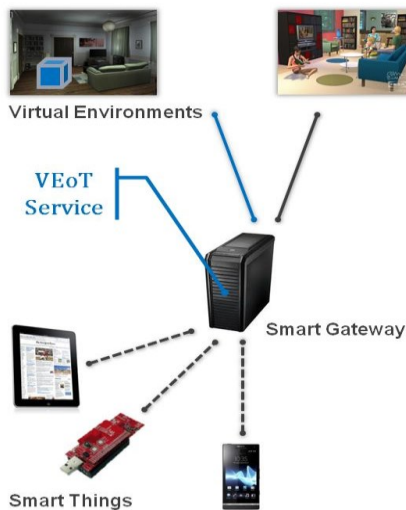 Virtual Environments
VEoT
Service
Smart Gateway
Smart Things